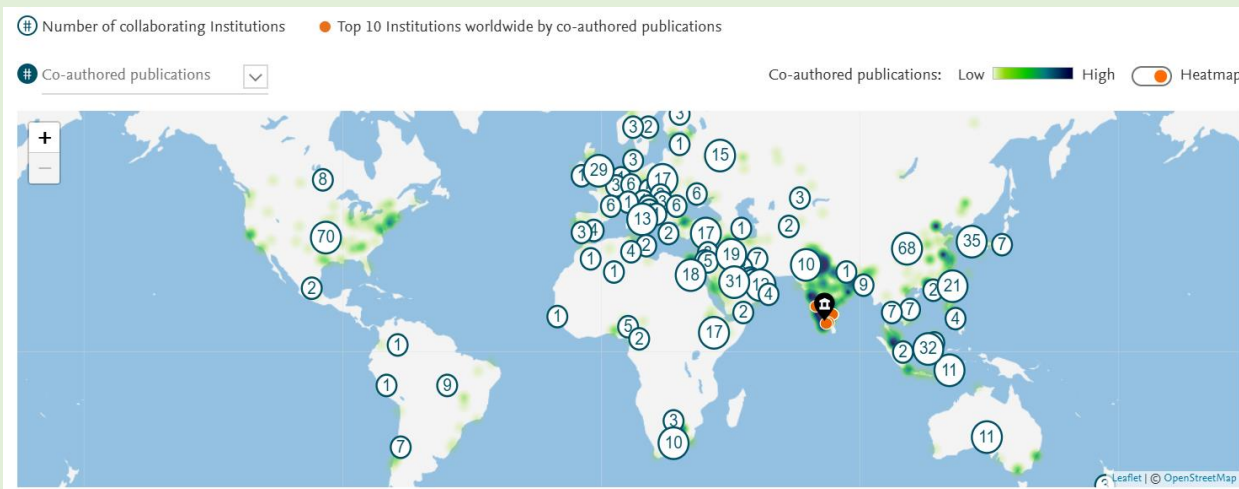 # Number of collaborating Institutions
Top 10 Institutions worldwide by co-authored publications
# Co-authored publications
Co-authored publications: Low High Heatmap
+
−
3 2 3
1
15
8
1 29 3
3 6 17
6 1 3 6 6
3
2
70
13
3 4
2 17 1
68 35 7
4 2
1
5 19 7
10 1
1
18 31 4
9
2
2 21
1
5
2
17
2
7 7 4
1
2 32
11
1
9
3
7
10
11
Leaflet | © OpenStreetMap